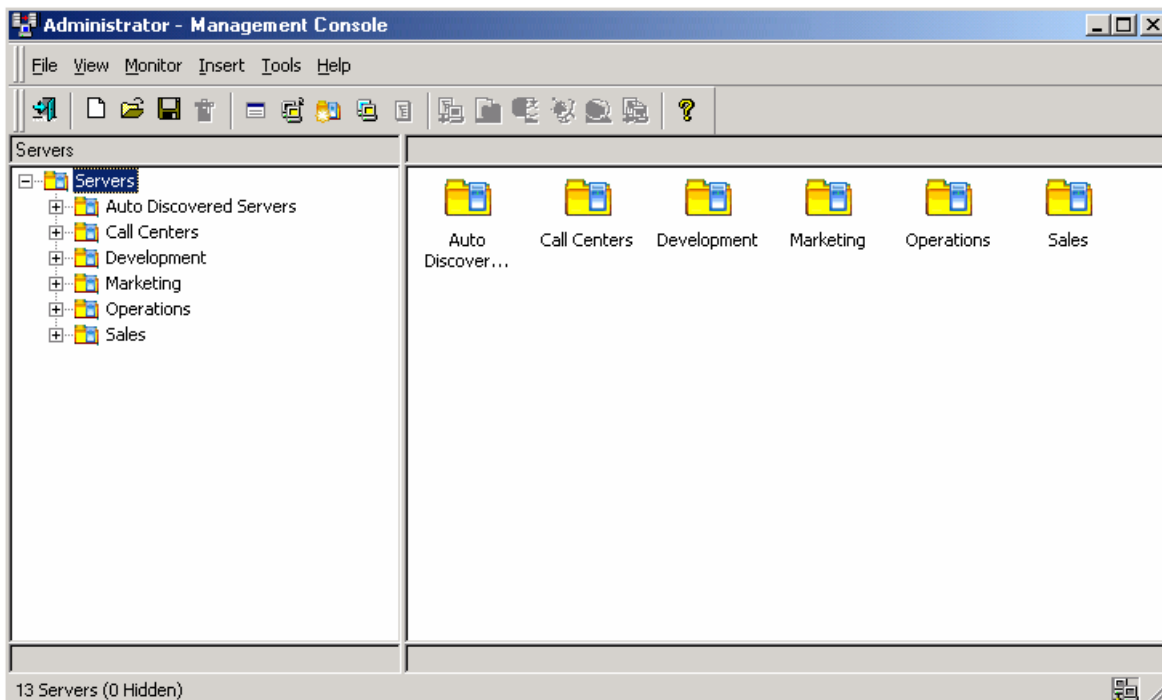 Administrator - Management Console
File View Monitor Insert Tools Help
Servers
Servers
Auto Discovered Servers
Call Centers
Development
Marketing
Operations
Sales
Auto
Discover...
Call Centers
Development
Marketing
Operations
Sales
13 Servers (0 Hidden)